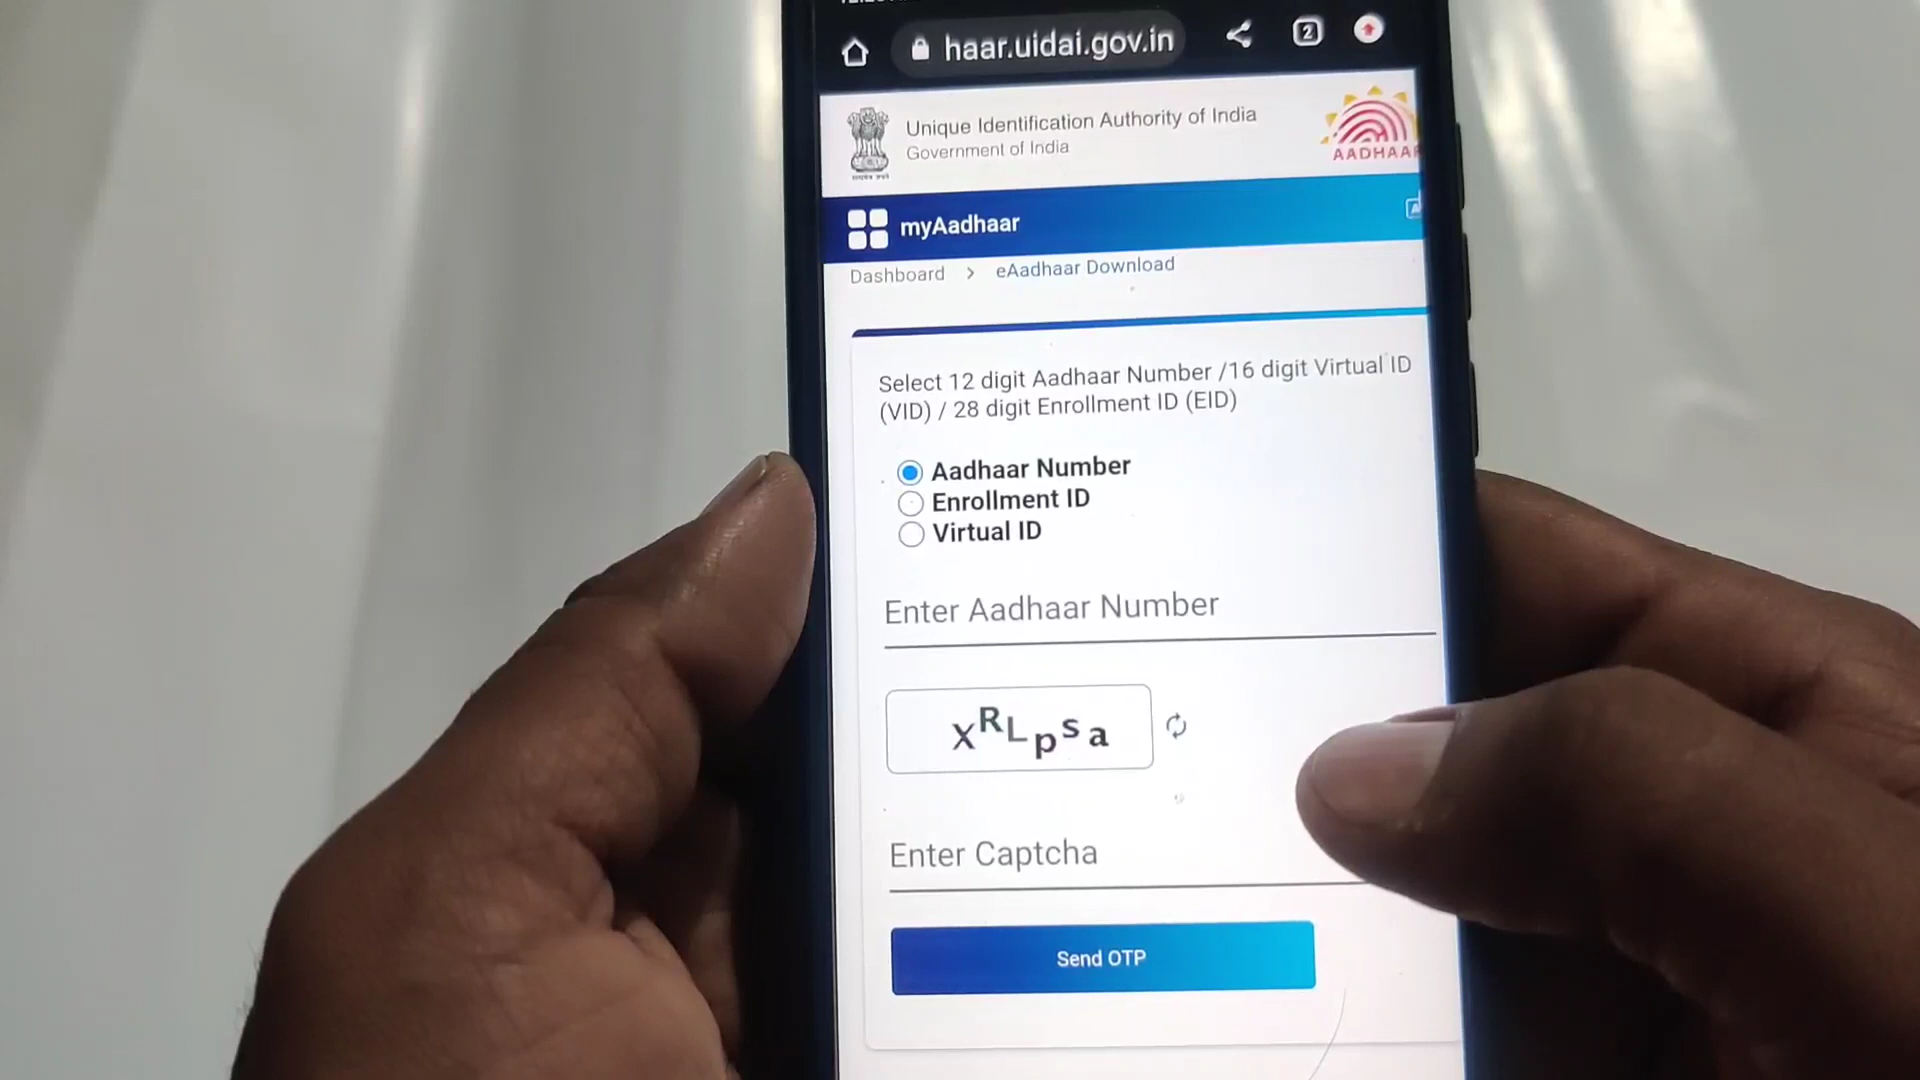 haar.uidai.gov.in
2
Unique Identification Authority of India
Government of India
AADHAAR
myAadhaar
Dashboard > eAadhaar Download
Select 12 digit Aadhaar Number /16 digit Virtual ID
(VID) / 28 digit Enrollment ID (EID)
Aadhaar Number
Enrollment ID
Virtual ID
Enter Aadhaar Number
xRLpsa
Enter Captcha
Send OTP